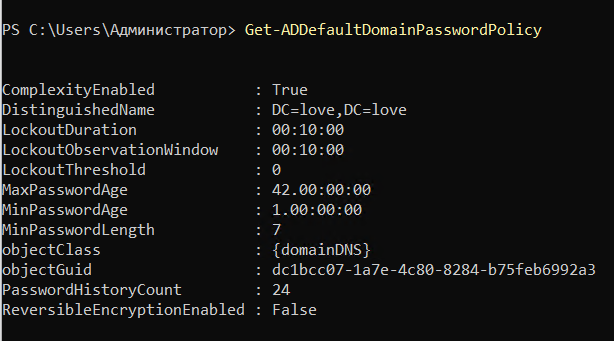 PS C:\Users\Администратор> Get-ADDefaultDomainPasswordPolicy
ComplexityEnabled : True
DistinguishedName : DC=love,DC=love
LockoutDuration : 00:10:00
LockoutObservationWindow : 00:10:00
LockoutThreshold : 0
MaxPasswordAge : 42.00:00:00
MinPasswordAge : 1.00:00:00
MinPasswordLength : 7
objectClass : {domainDNS}
objectGuid : dc1bcc07-1a7e-4c80-8284-b75feb6992a3
PasswordHistoryCount : 24
ReversibleEncryptionEnabled : False